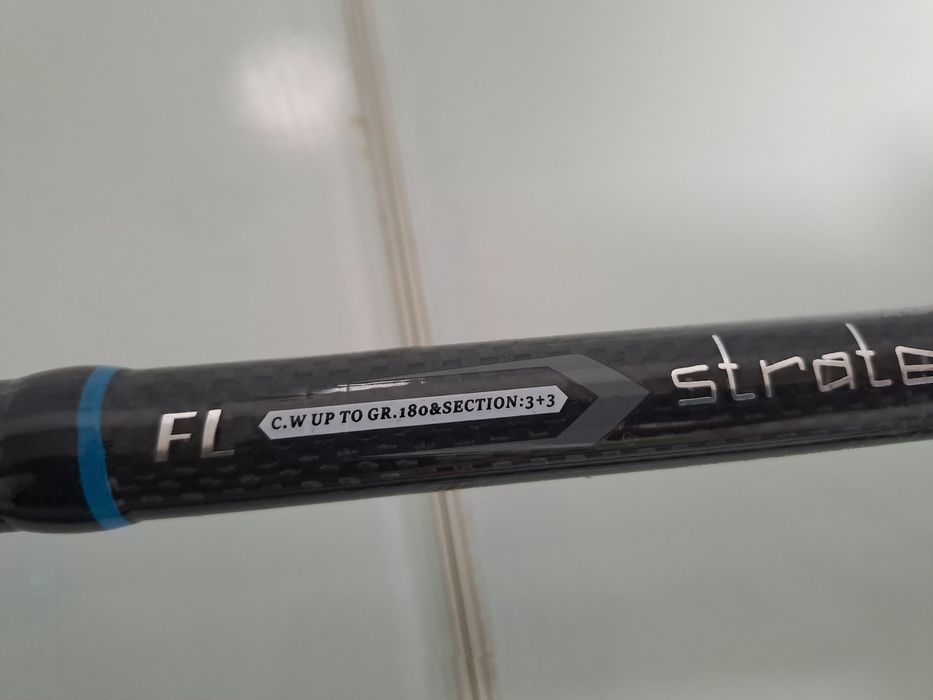 FL
C.W UP TO GR.180&SECTION:3+3
strate